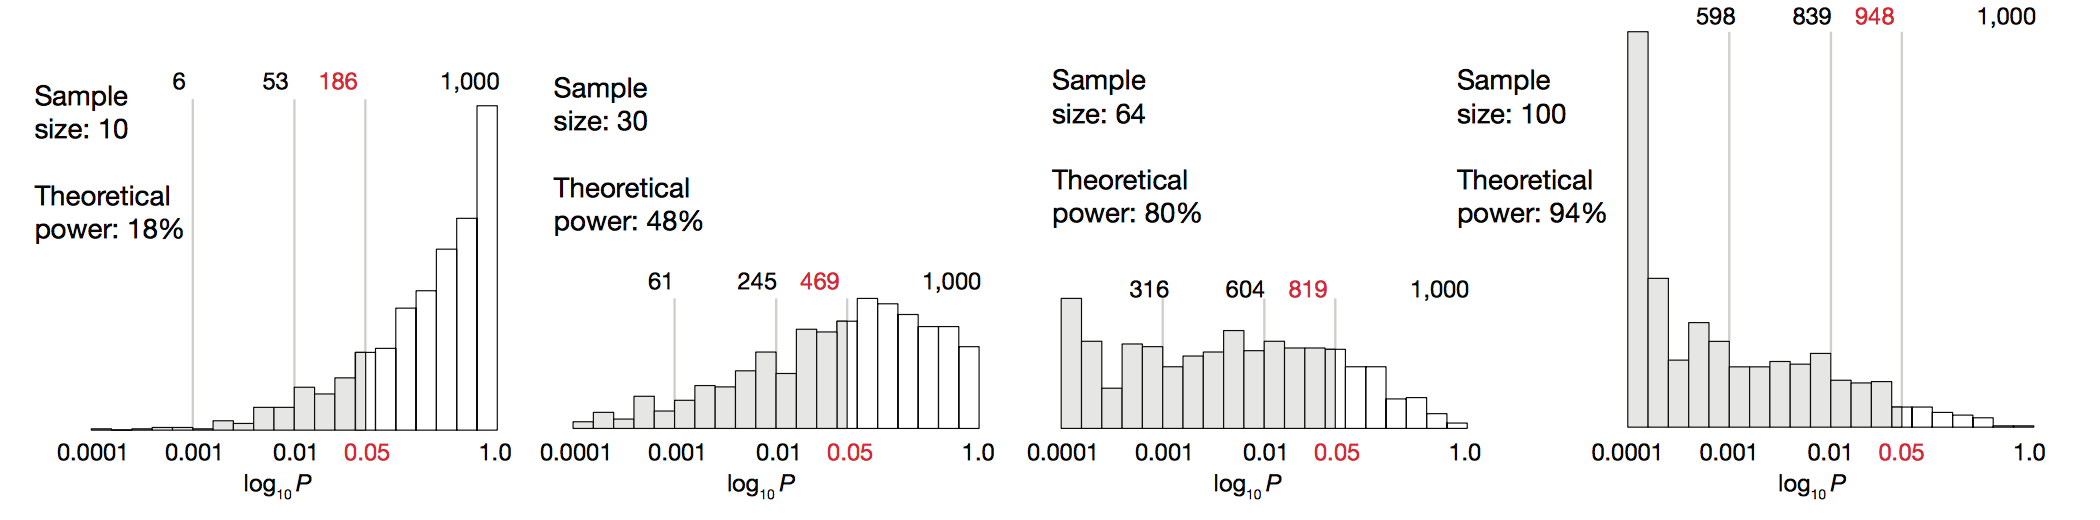 6 53 186 1,000
Sample
size: 10
Theoretical
power: 18%
0.0001 0.001 0.01 0.05 1.0
log10 P
Sample
size: 30
Theoretical
power: 48%
61 245 469 1,000
0.0001 0.001 0.01 0.05 1.0
log10 P
Sample
size: 64
Theoretical
power: 80%
316 604 819 1,000
0.0001 0.001 0.01 0.05 1.0
log10 P
598 839 948 1,000
Sample
size: 100
Theoretical
power: 94%
0.0001 0.001 0.01 0.05 1.0
log10 P